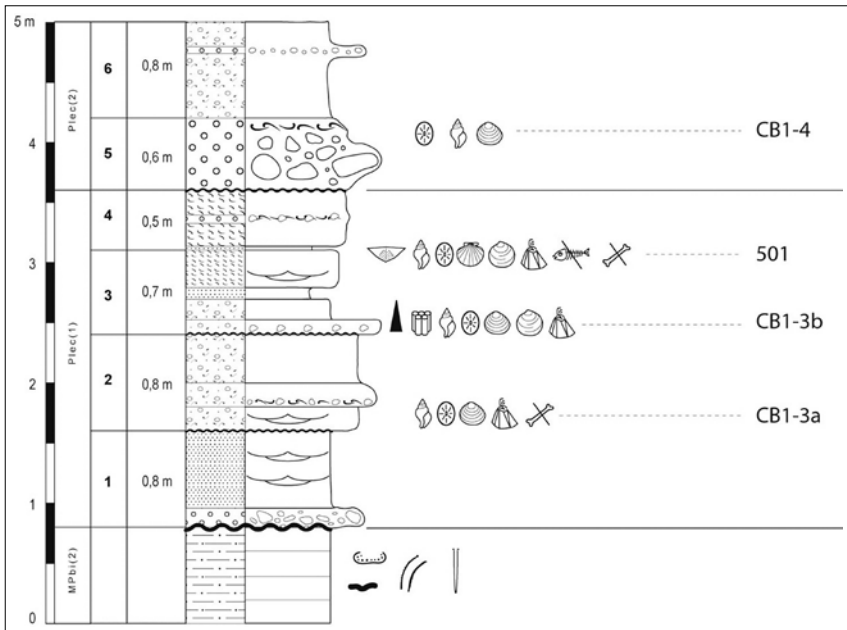 5 m
6
0,8 m
Plec(2)
CB1-4
4
5
0,6 m
4
0,5 m
501
3
3
0,7 m
CB1-3b
Plec(1)
2
2
0,8 m
CB1-3a
1
0,8 m
1
MPbi(2)
0